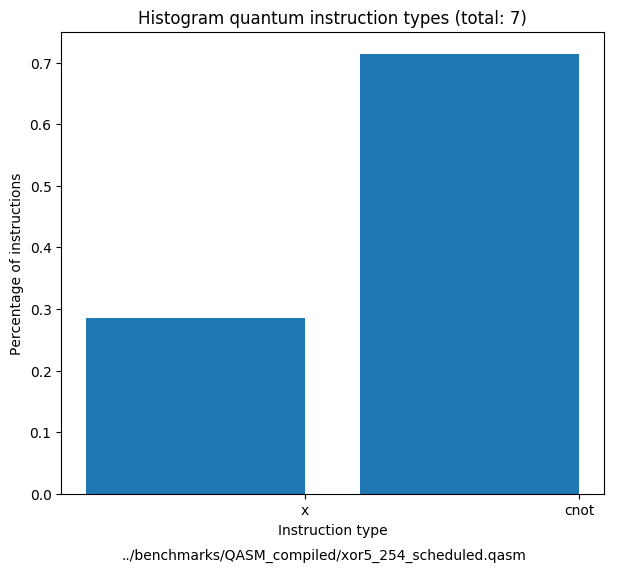 Histogram quantum instruction types (total: 7)
Percentage of instructions
0.7
0.6
0.5
0.4
0.3
0.2
0.1
0.0
x
cnot
Instruction type
../benchmarks/QASM_compiled/xor5_254_scheduled.qasm